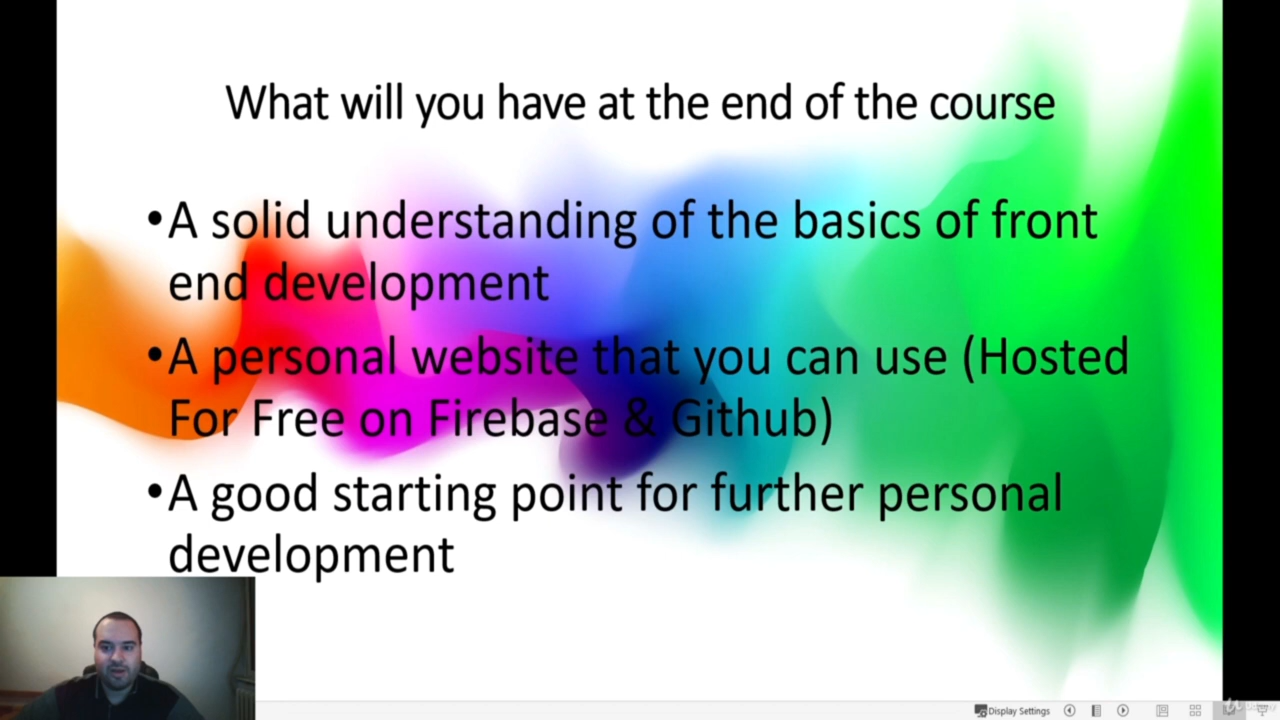 What will you have at the end of the course
•A solid understanding of the basics of front
end development
•A personal website that you can use (Hosted
For Free on Firebase & Github)
•A good starting point for further personal
development
Display Settings